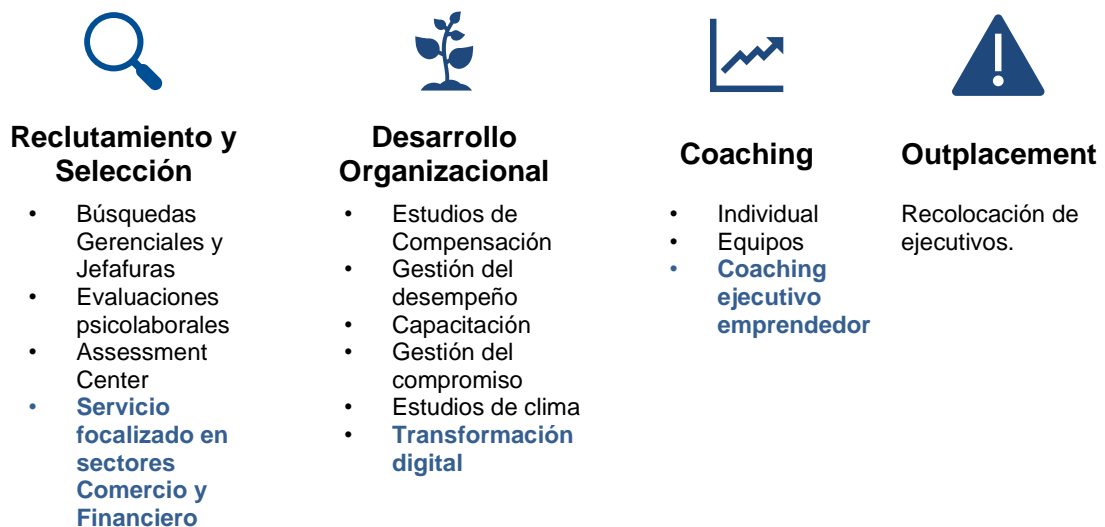 Reclutamiento y
Selección
• Búsquedas
Gerenciales y
Jefafuras
• Evaluaciones
psicolaborales
• Assessment
Center
• Servicio
focalizado en
sectores
Comercio y
Financiero
Desarrollo
Organizacional
• Estudios de
Compensación
• Gestión del
desempeño
• Capacitación
• Gestión del
compromiso
• Estudios de clima
• Transformación
digital
Coaching
• Individual
• Equipos
• Coaching
ejecutivo
emprendedor
Outplacement
Recolocación de
ejecutivos.